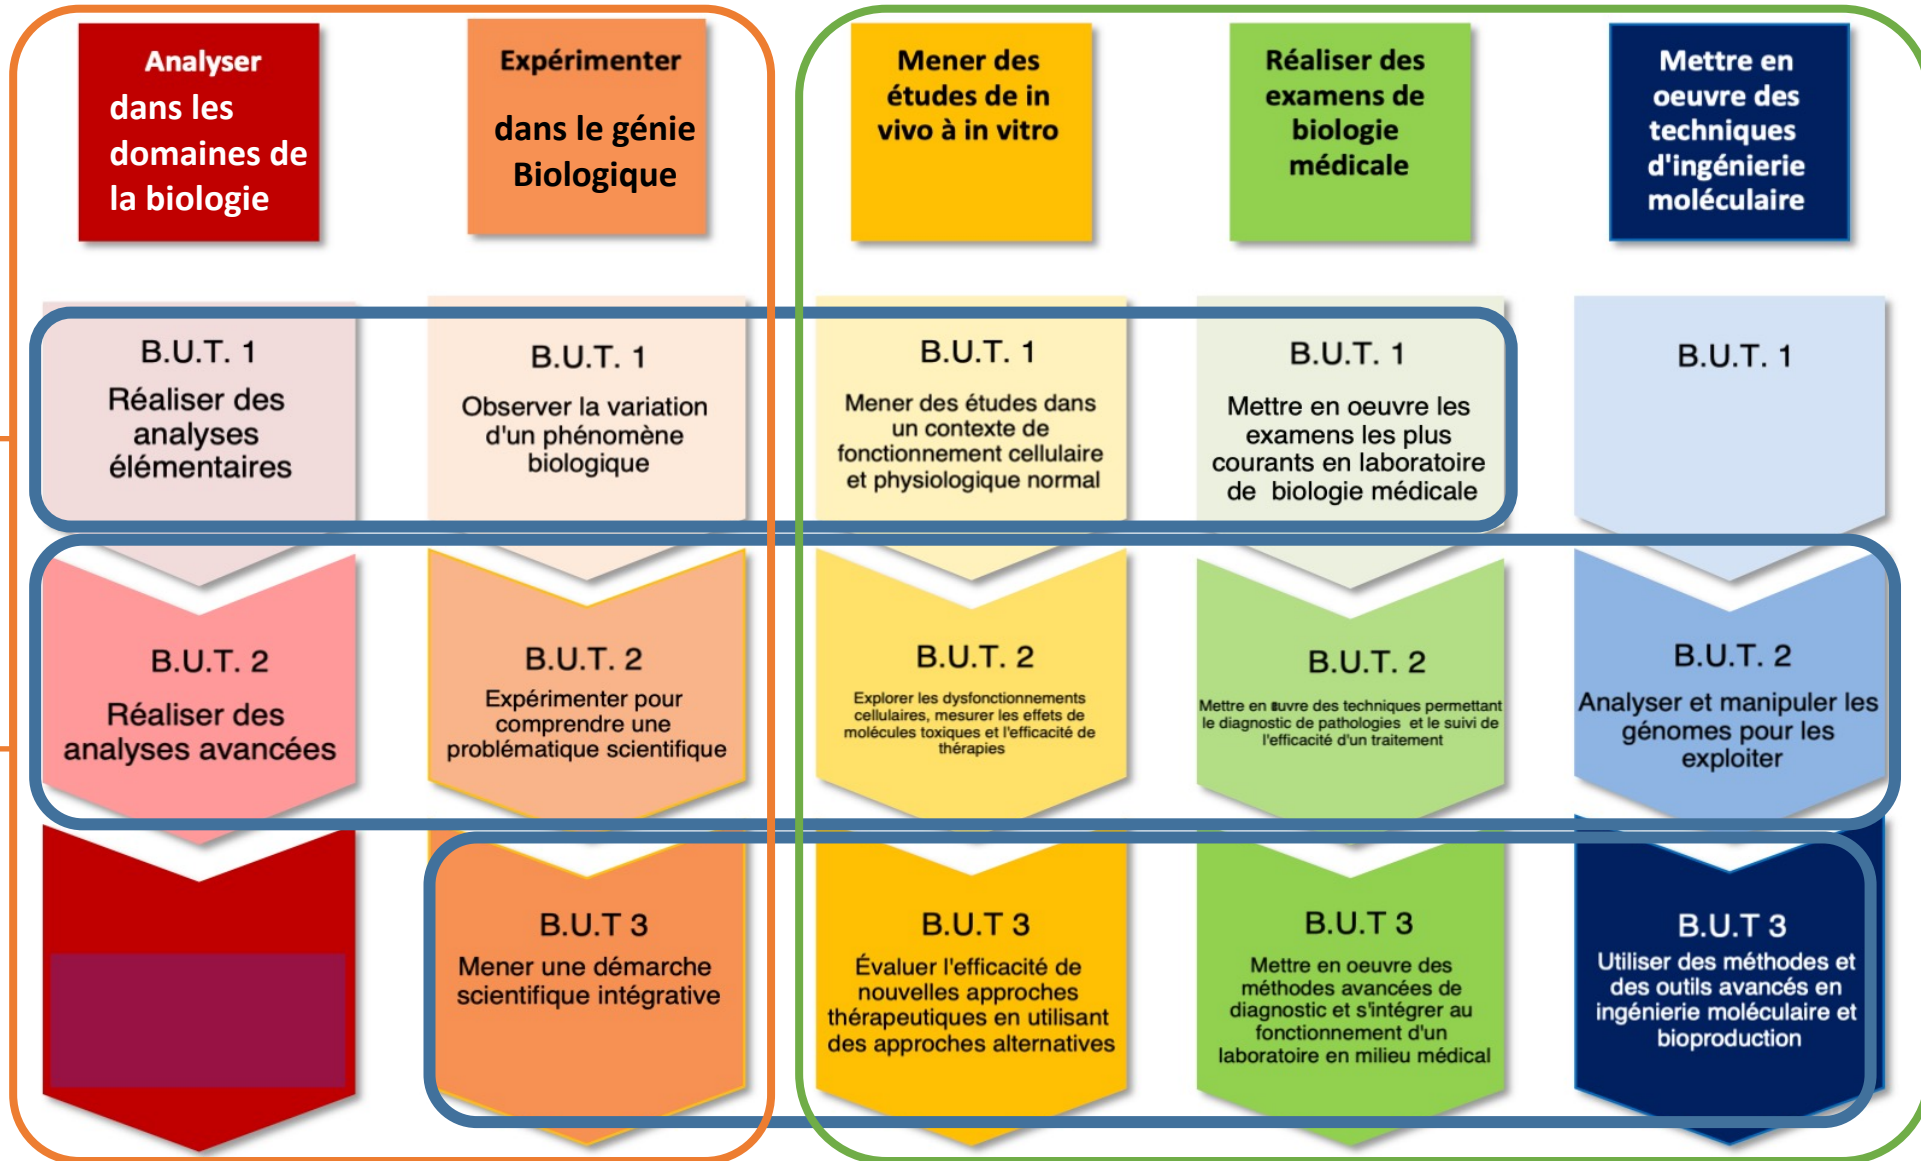 Analyser
dans les
domaines de
la biologie
Expérimenter
dans le génie
Biologique
Mener des
études de in
vivo à in vitro
Réaliser des
examens de
biologie
médicale
Mettre en
oeuvre des
techniques
d'ingénierie
moléculaire
B.U.T. 1
Réaliser des
analyses
élémentaires
B.U.T. 1
Observer la variation
d'un phénomène
biologique
B.U.T. 1
Mener des études dans
un contexte de
fonctionnement cellulaire
et physiologique normal
B.U.T. 1
Mettre en oeuvre les
examens les plus
courants en laboratoire
de biologie médicale
B.U.T. 1
B.U.T. 2
Réaliser des
analyses avancées
B.U.T. 2
Expérimenter pour
comprendre une
problématique scientifique
B.U.T. 2
Explorer les dysfonctionnements
cellulaires, mesurer les effets de
molécules toxiques et l'efficacité de
thérapies
B.U.T. 2
Mettre en œuvre des techniques permettant
le diagnostic de pathologies et le suivi de
l'efficacité d'un traitement
B.U.T. 2
Analyser et manipuler les
génomes pour les
exploiter
B.U.T 3
Mener une démarche
scientifique intégrative
B.U.T 3
Évaluer l'efficacité de
nouvelles approches
thérapeutiques en utilisant
des approches alternatives
B.U.T 3
Mettre en oeuvre des
méthodes avancées de
diagnostic et s'intégrer au
fonctionnement d'un
laboratoire en milieu médical
B.U.T 3
Utiliser des méthodes et
des outils avancés en
ingénierie moléculaire et
bioproduction